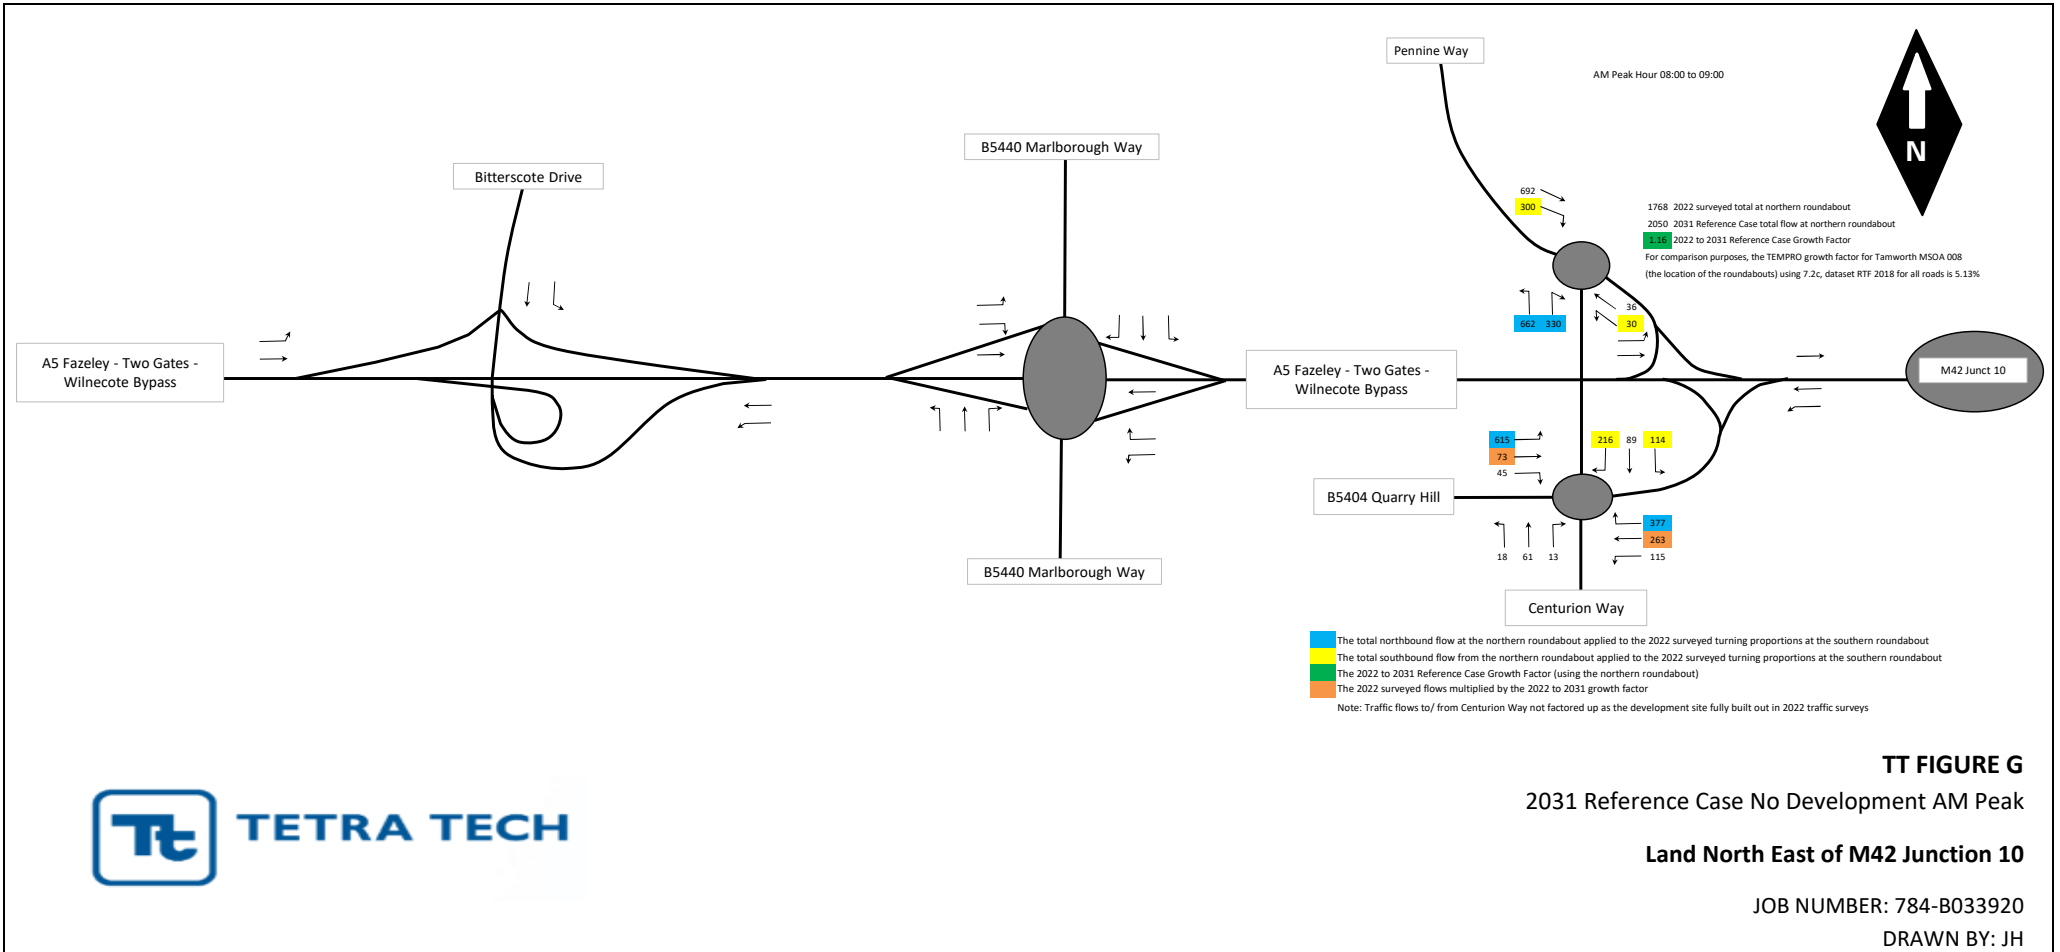 Pennine Way
AM Peak Hour 08:00 to 09:00
N
B5440 Marlborough Way
Bitterscote Drive
692
300
1768 2022 surveyed total at northern roundabout
2050 2031 Reference Case total flow at northern roundabout
1.16 2022 to 2031 Reference Case Growth Factor
For comparison purposes, the TEMPRO growth factor for Tamworth MSOA 008
(the location of the roundabouts) using 7.2c, dataset RTF 2018 for all roads is 5.13%
36
662 330
30
A5 Fazeley - Two Gates -
Wilnecote Bypass
A5 Fazeley - Two Gates -
Wilnecote Bypass
M42 Junct 10
615
73
45
216 89 114
B5404 Quarry Hill
377
263
115
18 61 13
B5440 Marlborough Way
Centurion Way
The total northbound flow at the northern roundabout applied to the 2022 surveyed turning proportions at the southern roundabout
The total southbound flow from the northern roundabout applied to the 2022 surveyed turning proportions at the southern roundabout
The 2022 to 2031 Reference Case Growth Factor (using the northern roundabout)
The 2022 surveyed flows multiplied by the 2022 to 2031 growth factor
Note: Traffic flows to/ from Centurion Way not factored up as the development site fully built out in 2022 traffic surveys
TT FIGURE G
2031 Reference Case No Development AM Peak
Land North East of M42 Junction 10
JOB NUMBER: 784-B033920
DRAWN BY: JH
Tt TETRA TECH